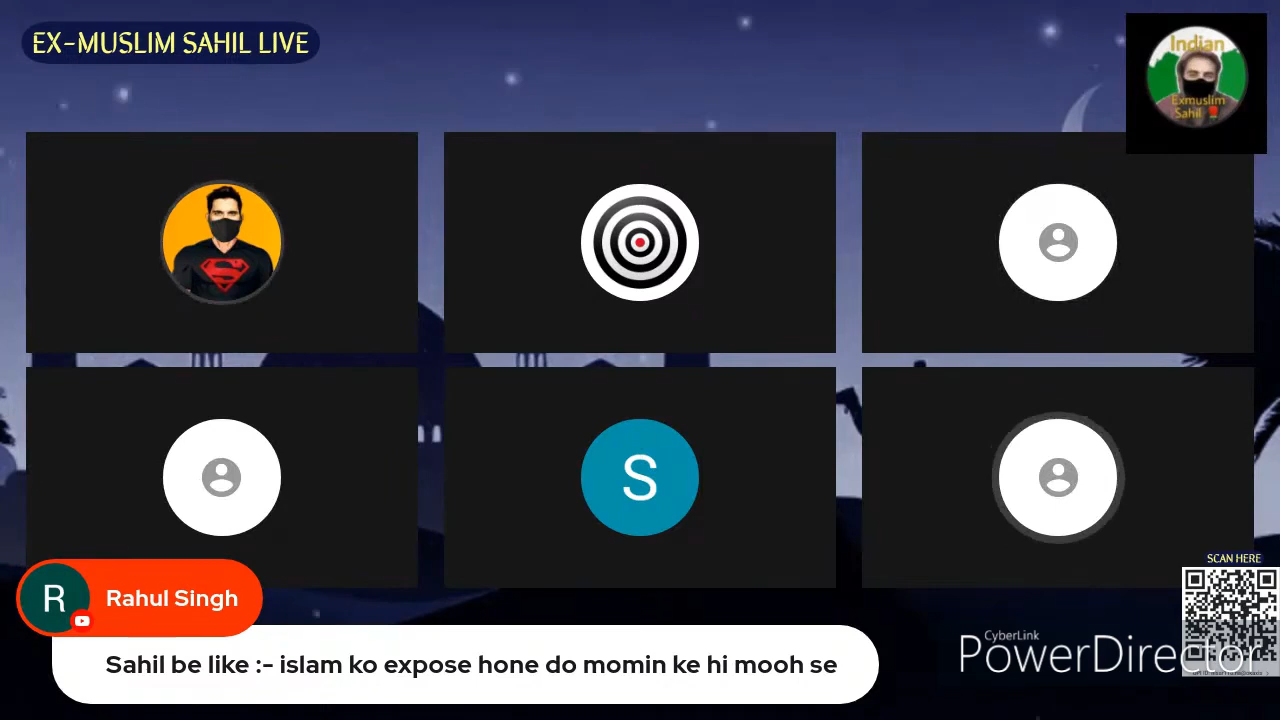 EX-MUSLIM SAHIL LIVE
Indian
Exmuslim
Sahil
S
SCAN HERE
R
Rahul Singh
Sahil be like :- islam ko expose hone do momin ke hi mooh se
CyberLink
PowerDirector